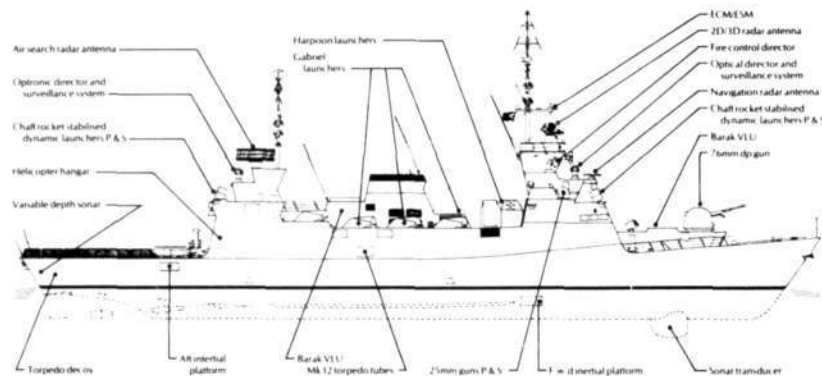 Air search radar antenna
Optronic director and
surveillance system
Chaff rocket stabilised
dynamic launchers P & S
Helicopter hangar
Variable depth sonar
Harpoon launchers
Gabriel
launchers
ECM/ESM
2D/3D radar antenna
Fire control director
Optical director and
surveillance system
Navigation radar antenna
Chaff rocket stabilised
dynamic launchers P & S
Barak VLU
76mm dp gun
Torpedo decoy
Aft intertial
platform
Barak VLU
Mk 32 torpedo tubes
25mm guns P & S
F'w'd inertial platform
Sonar transducer